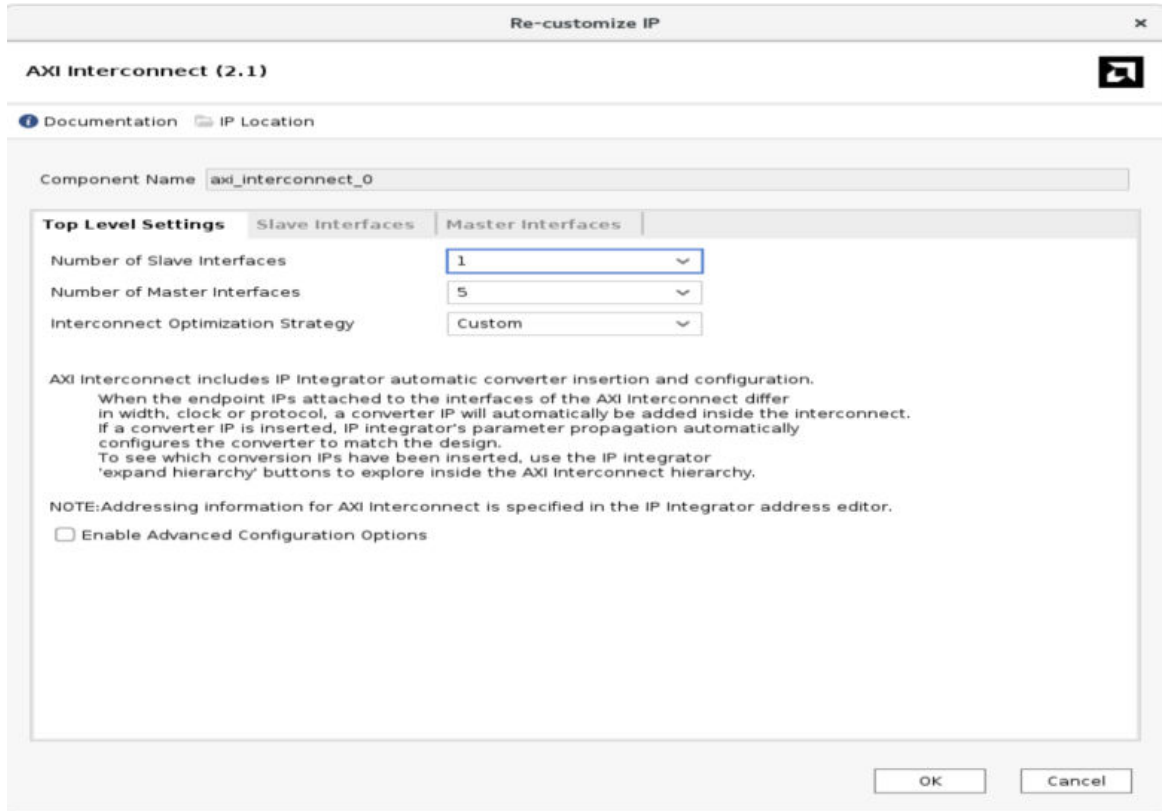 Re-customize IP
AXI Interconnect (2.1)
Documentation IP Location
Component Name axi_interconnect_0
Top Level Settings Slave Interfaces Master Interfaces
Number of Slave Interfaces 1
Number of Master Interfaces 5
Interconnect Optimization Strategy Custom
AXI Interconnect includes IP Integrator automatic converter insertion and configuration.
When the endpoint IPs attached to the interfaces of the AXI Interconnect differ
in width, clock or protocol, a converter IP will automatically be added inside the interconnect.
If a converter IP is inserted, IP integrator's parameter propagation automatically
configures the converter to match the design.
To see which conversion IPs have been inserted, use the IP integrator
'expand hierarchy' buttons to explore inside the AXI Interconnect hierarchy.
NOTE:Addressing information for AXI Interconnect is specified in the IP Integrator address editor.
Enable Advanced Configuration Options
OK Cancel